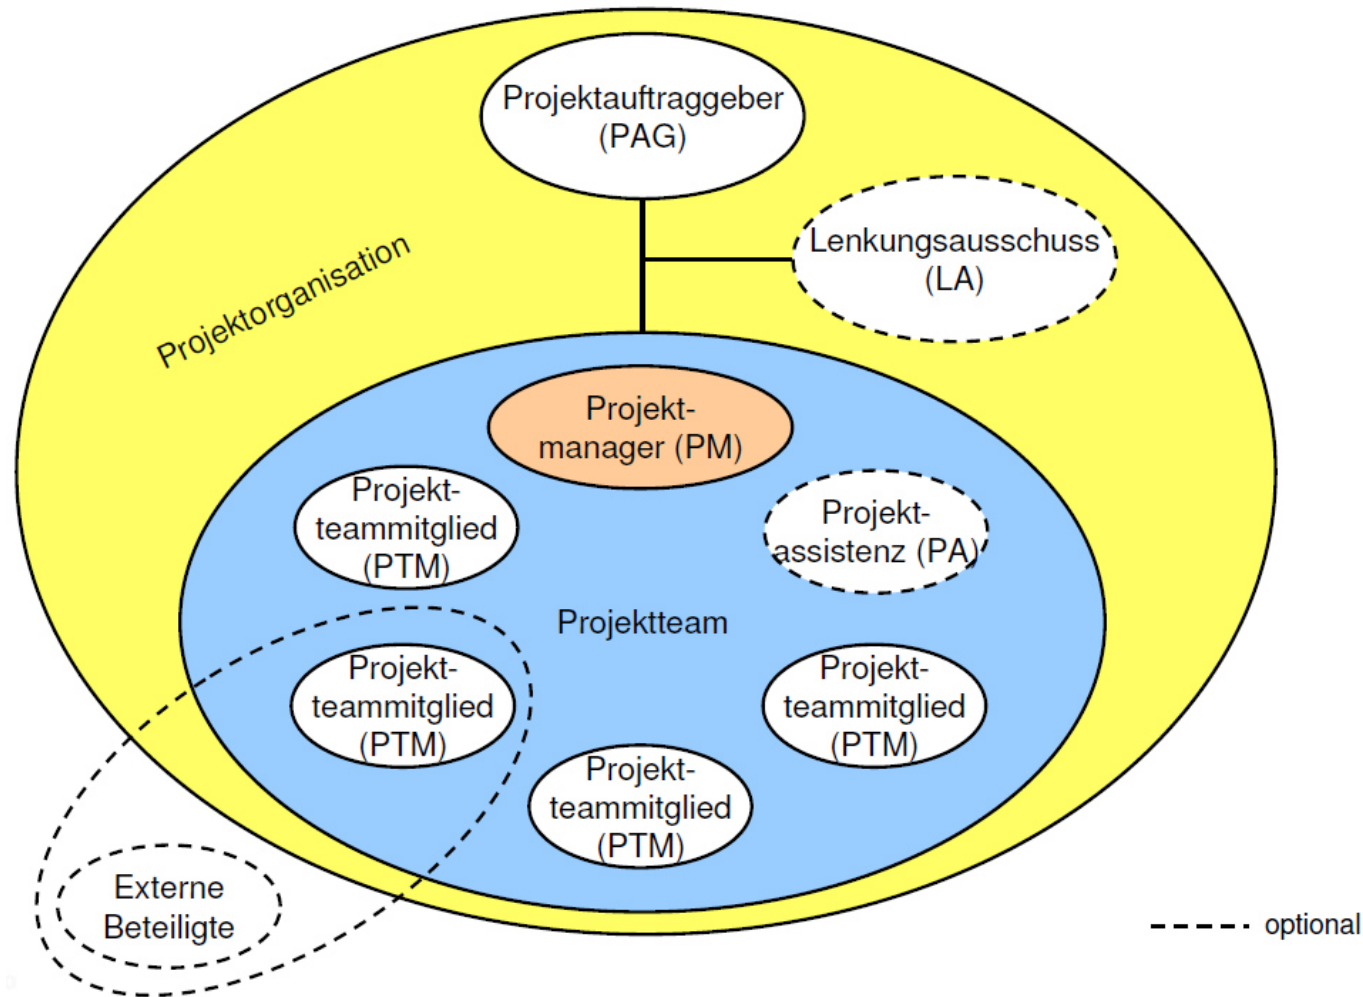 Projektauftraggeber
(PAG)
Lenkungsausschuss
(LA)
Projektorganisation
Projekt-
manager (PM)
Projekt-
teammitglied
(PTM)
Projekt-
assistenz (PA)
Projektteam
Projekt-
teammitglied
(PTM)
Projekt-
teammitglied
(PTM)
Projekt-
teammitglied
(PTM)
Externe
Beteiligte
optional